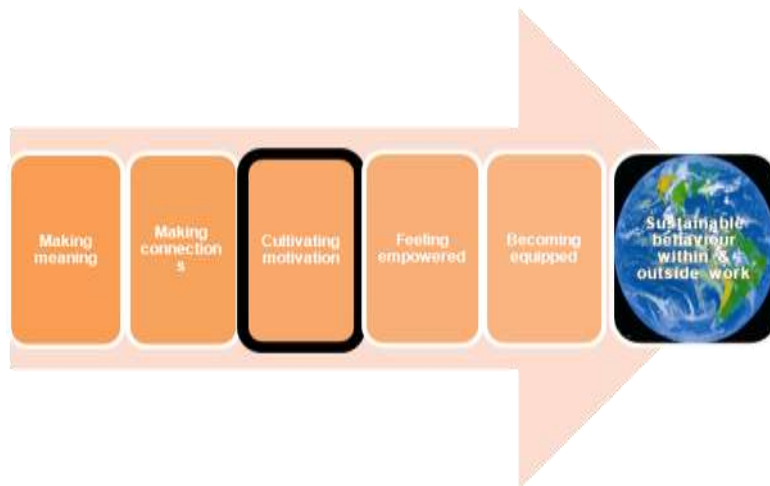 Making
meaning
Making
connection
s
Cultivating
motivation
Feeling
empowered
Becoming
equipped
Sustainable
behaviour
within &
outside work